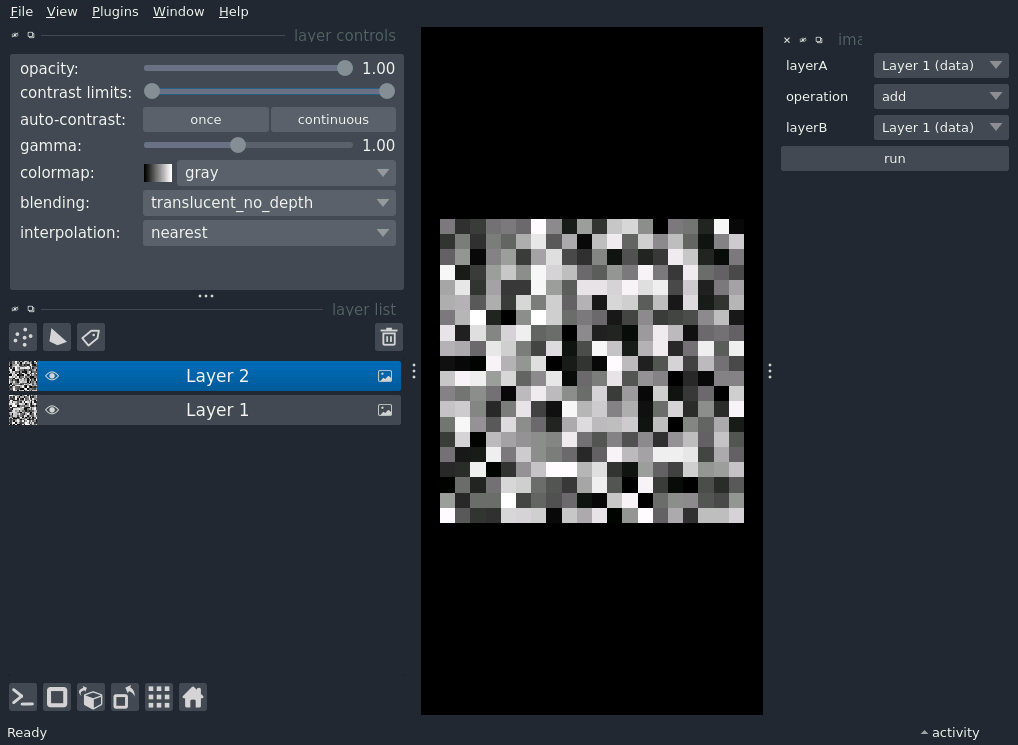 File View Plugins Window Help
layer controls
opacity: 1.00
contrast limits:
auto-contrast: once continuous
gamma: 1.00
colormap: gray
blending: translucent_no_depth
interpolation: nearest
layer list
Layer 2
Layer 1
Ready
ima
layerA Layer 1 (data)
operation add
layerB Layer 1 (data)
run
activity